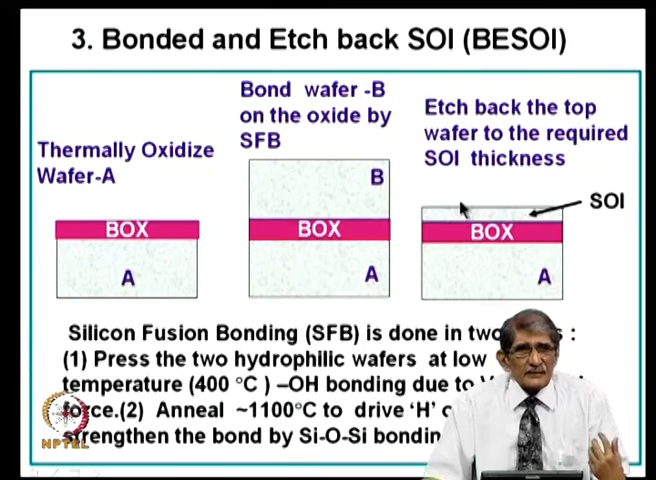 3. Bonded and Etch back SOI (BESOI)
Thermally Oxidize
Wafer-A
BOX
A
Bond wafer -B
on the oxide by
SFB
B
BOX
A
Etch back the top
wafer to the required
SOI thickness
SOI
BOX
A
Silicon Fusion Bonding (SFB) is done in two :
(1) Press the two hydrophilic wafers at low
temperature (400 °C ) –OH bonding due to
force.(2) Anneal ~1100°C to drive ‘H’
strengthen the bond by Si-O-Si
NPTEL